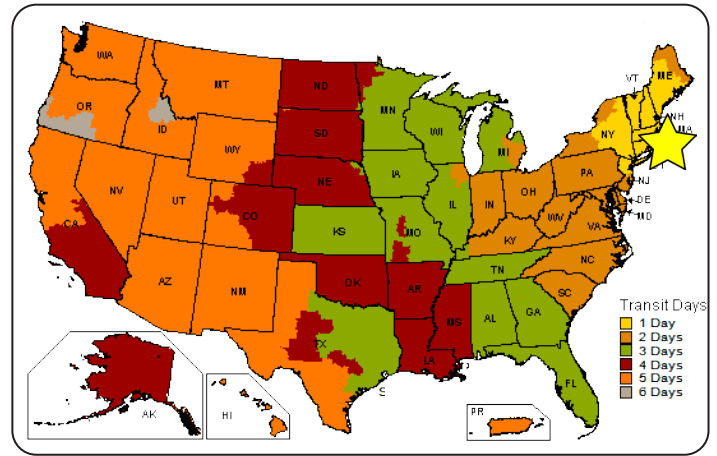 WA
MT
ND
OR
ID
SD
WY
MN
WI
MI
VT
ME
NH
MA
NY
NV
UT
CO
NE
IA
IL
IN
OH
PA
NJ
DE
MD
CA
KS
MO
KY
WV
VA
AZ
NM
OK
AR
TN
NC
SC
TX
LA
MS
AL
GA
FL
S
AK
HI
PR
Transit Days
1 Day
2 Days
3 Days
4 Days
5 Days
6 Days